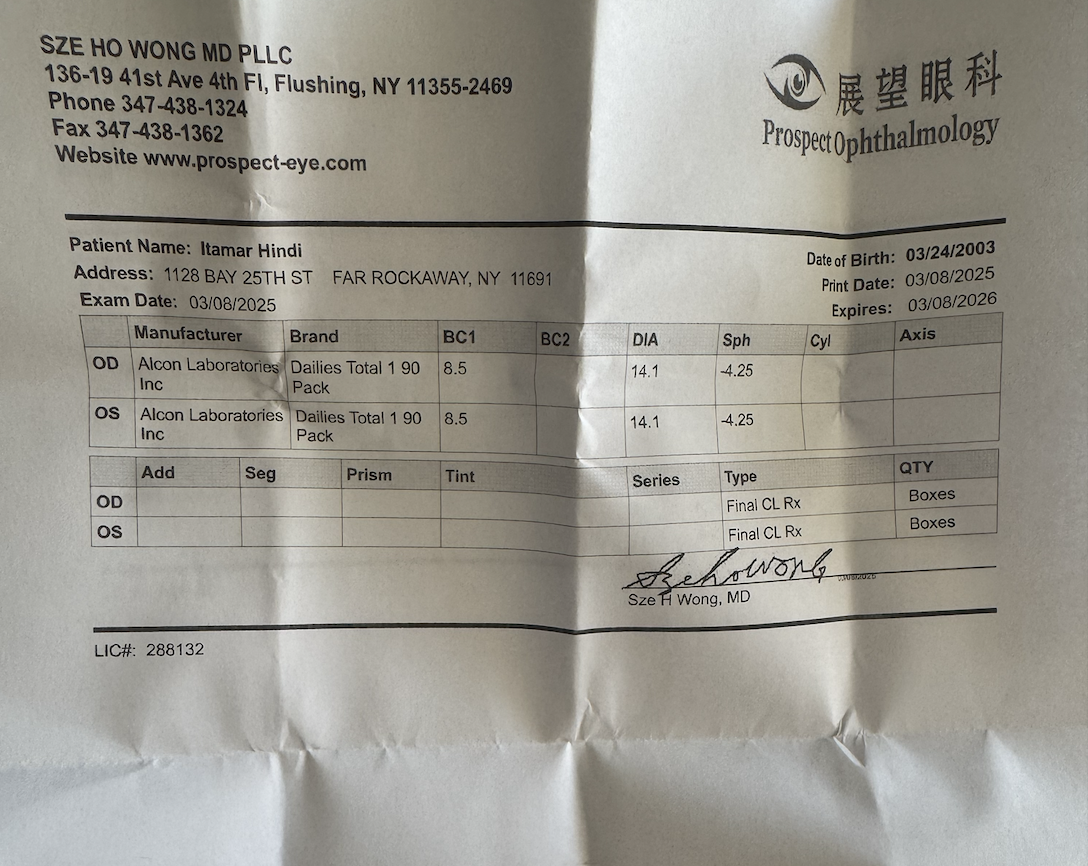 SZE HO WONG MD PLLC
136-19 41st Ave 4th Fl, Flushing, NY 11355-2469
Phone 347-438-1324
Fax 347-438-1362
Website www.prospect-eye.com
展望眼科
Prospect Ophthalmology
Patient Name: Itamar Hindi
Address: 1128 BAY 25TH ST FAR ROCKAWAY, NY 11691
Exam Date: 03/08/2025
Date of Birth: 03/24/2003
Print Date: 03/08/2025
Expires: 03/08/2026
Manufacturer Brand BC1 BC2 DIA Sph Cyl Axis
OD Alcon Laboratories Dailies Total 1 90 8.5 14.1 -4.25
Inc Pack
OS Alcon Laboratories Dailies Total 1 90 8.5 14.1 -4.25
Inc Pack
Add Seg Prism Tint Series Type QTY
OD Final CL Rx Boxes
OS Final CL Rx Boxes
Sze ho wong
Sze H Wong, MD
LIC#: 288132